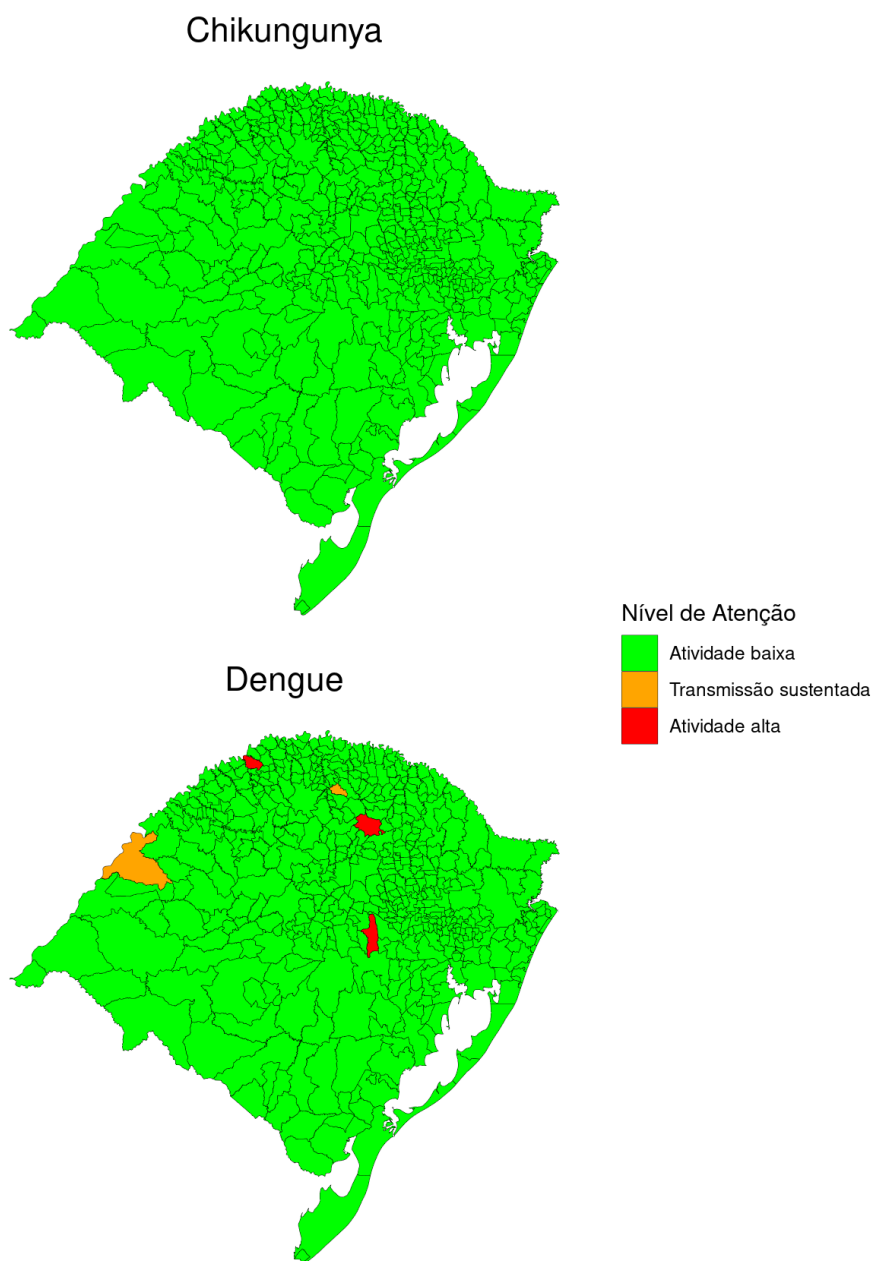 Chikungunya
Nível de Atenção
Atividade baixa
Transmissão sustentada
Atividade alta
Dengue